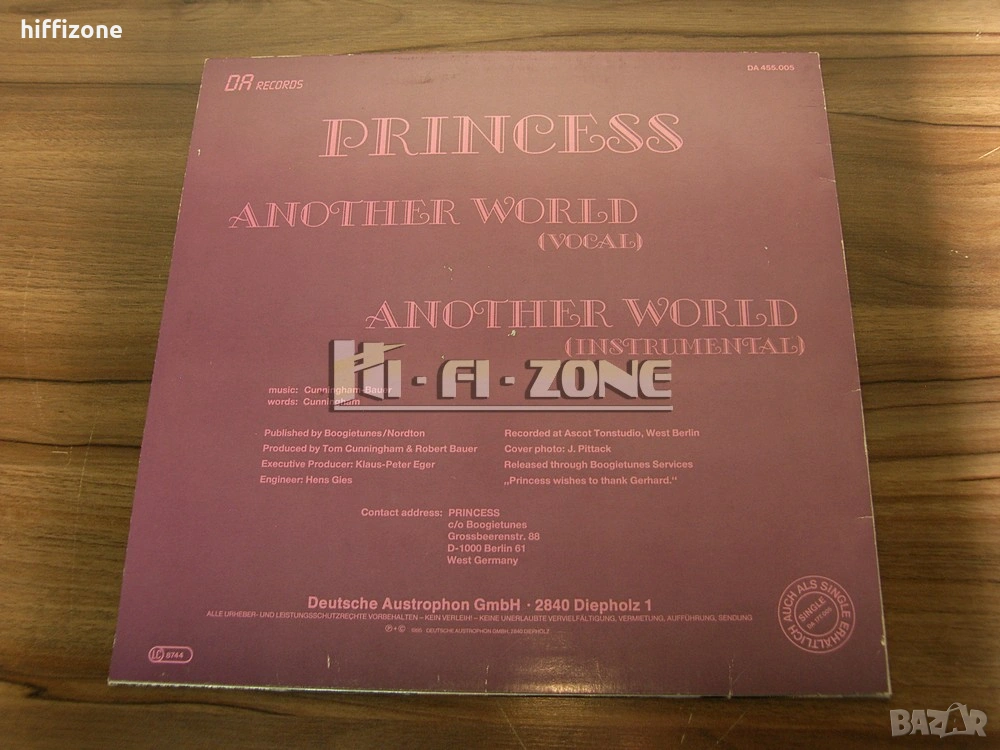 hiffizone
DA RECORDS
DA 455.005
PRINCESS
ANOTHER WORLD
(VOCAL)
ANOTHER WORLD
(INSTRUMENTAL)
HI-FI-ZONE
music: Cunningham-Bauer
words: Cunningham
Published by Boogietunes/Nordton
Produced by Tom Cunningham & Robert Bauer
Executive Producer: Klaus-Peter Eger
Engineer: Hens Gies
Recorded at Ascot Tonstudio, West Berlin
Cover photo: J. Pittack
Released through Boogietunes Services
„Princess wishes to thank Gerhard.“
Contact address: PRINCESS
c/o Boogietunes
Grossbeerenstr. 88
D-1000 Berlin 61
West Germany
Deutsche Austrophon GmbH · 2840 Diepholz 1
ALLE URHEBER- UND LEISTUNGSSCHUTZRECHTE VORBEHALTEN – KEIN VERLEIH! – KEINE UNERLAUBTE VERVIELFÄLTIGUNG, VERMIETUNG, AUFFÜHRUNG, SENDUNG
℗ + © DEUTSCHE AUSTROPHON GMBH, 2840 DIEPHOLZ
LC 8744
AUCH ALS SINGLE ERHÄLTLICH
SINGLE
BAZAR